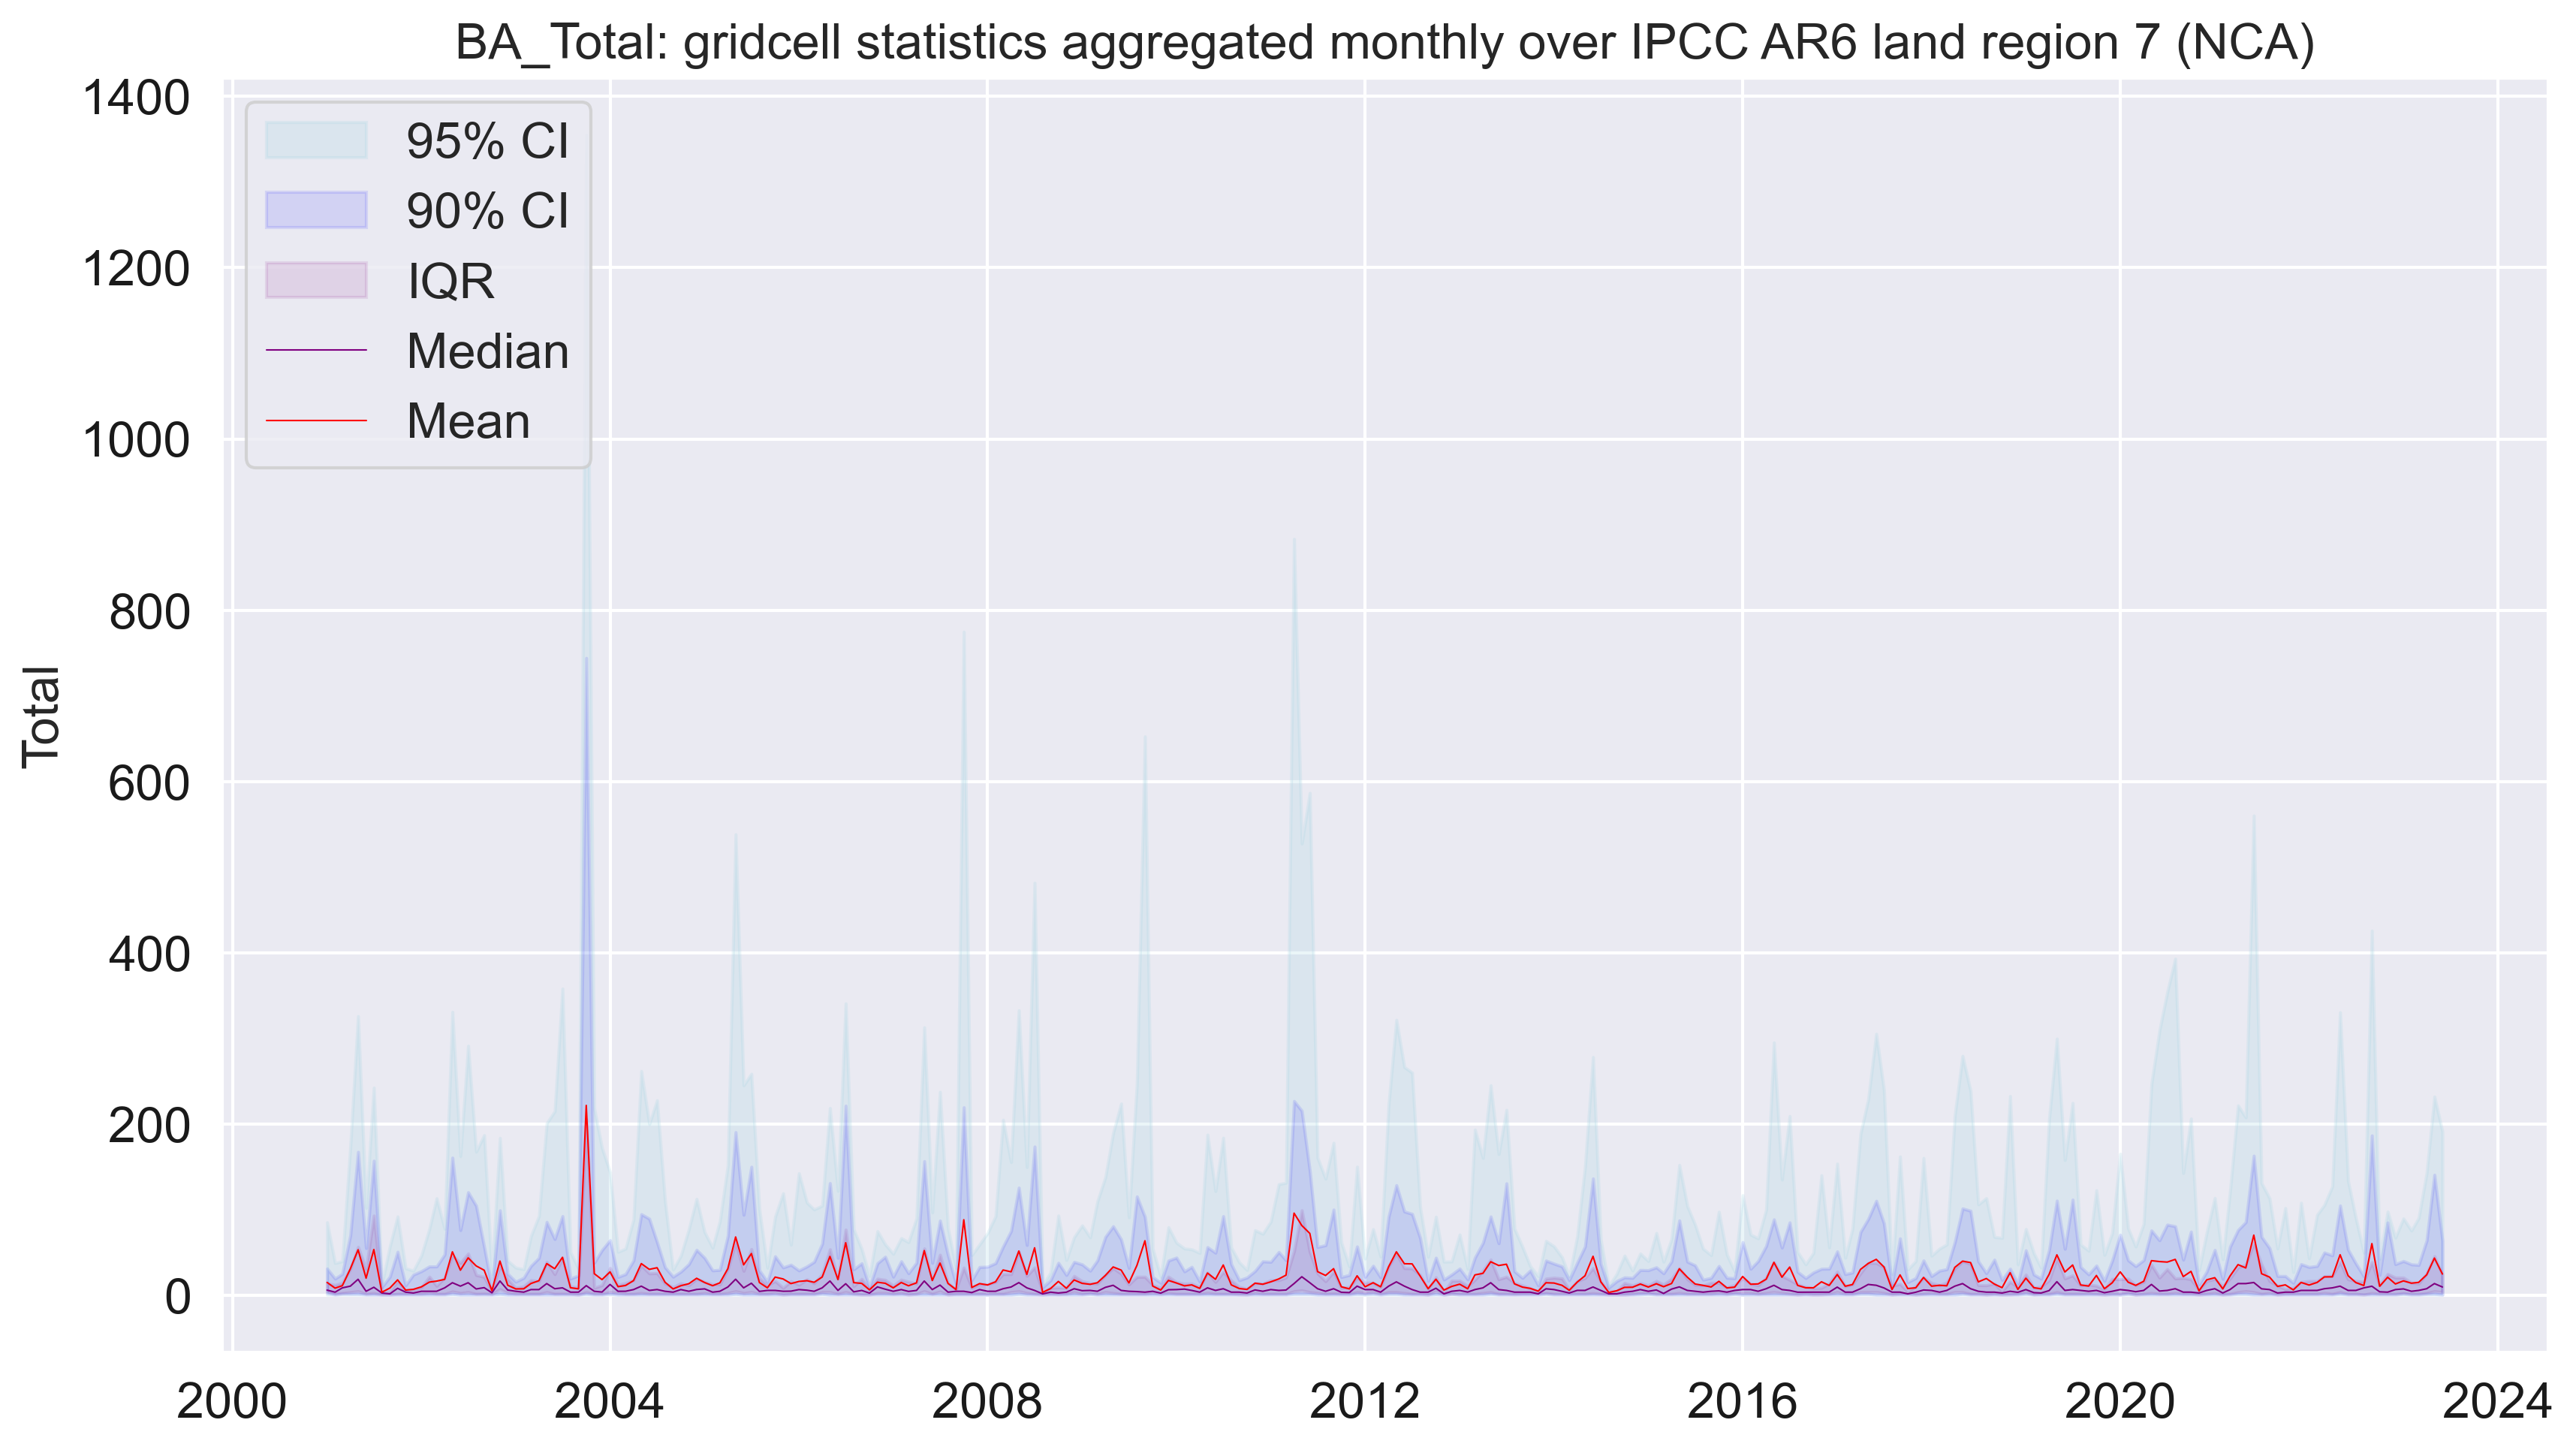 BA_Total: gridcell statistics aggregated monthly over IPCC AR6 land region 7 (NCA)
1400
1200
1000
800
600
400
200
0
Total
95% CI
90% CI
IQR
Median
Mean
2000 2004 2008 2012 2016 2020 2024